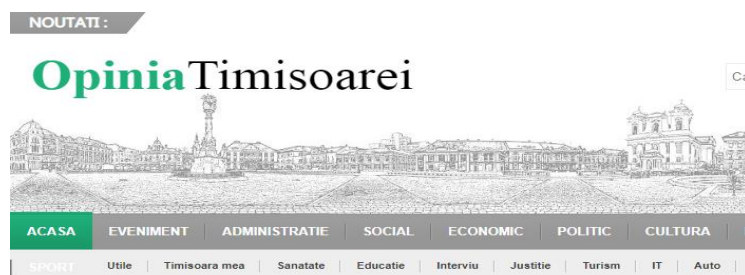 NOUTATI :
OpiniaTimisoarei
Ca
ACASA EVENIMENT ADMINISTRATIE SOCIAL ECONOMIC POLITIC CULTURA
SPORT Utile Timisoara mea Sanatate Educatie Interviu Justitie Turism IT Auto